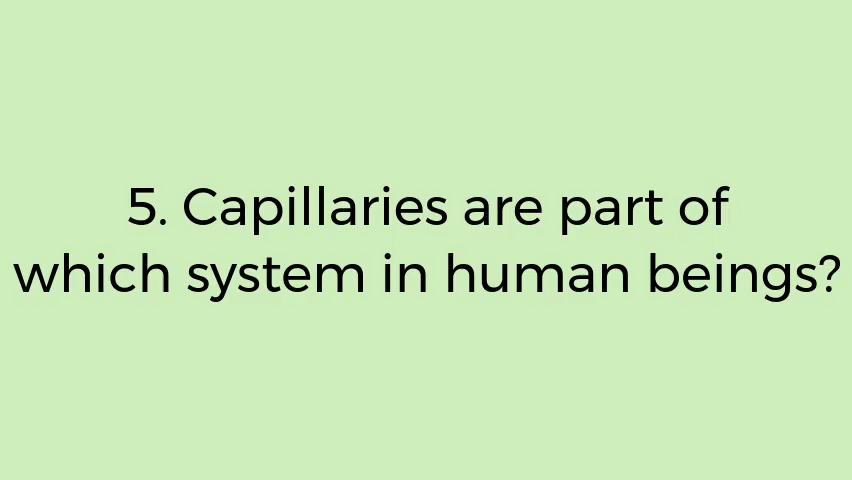 5. Capillaries are part of
which system in human beings?